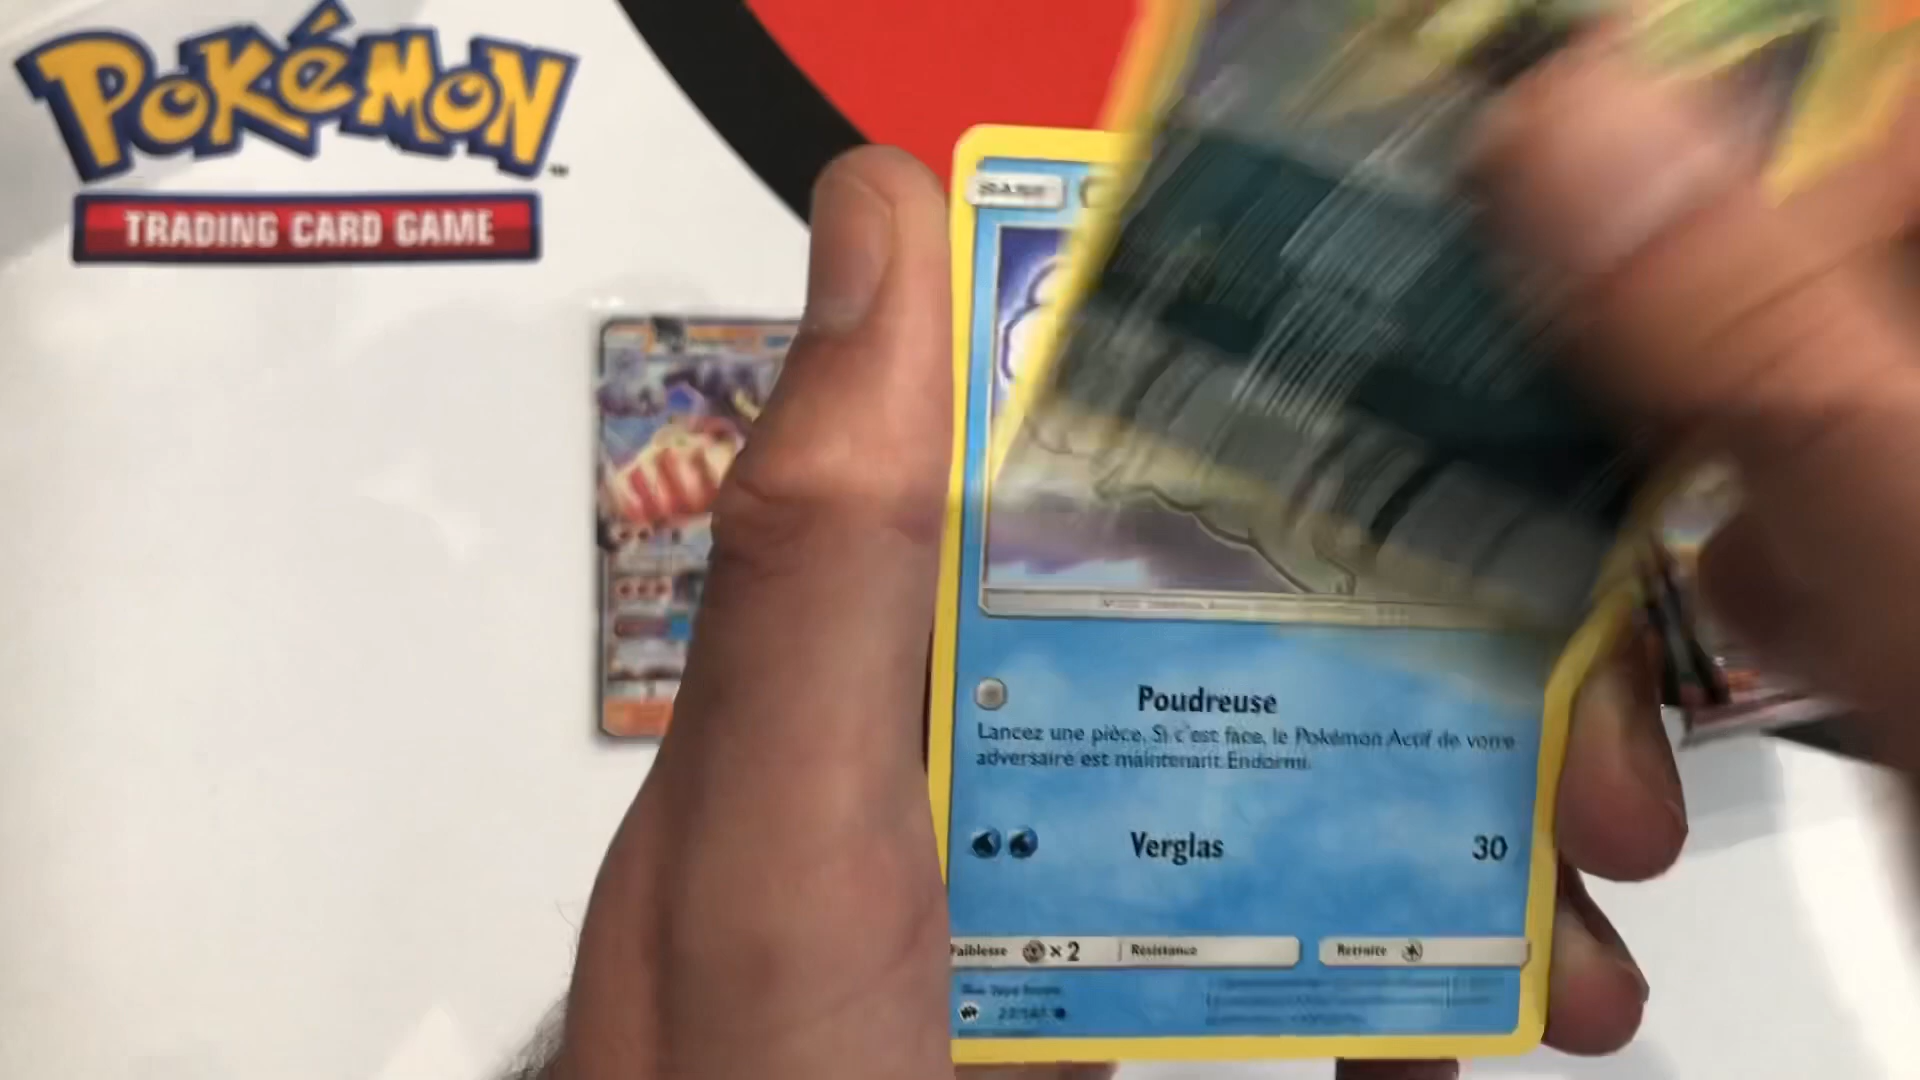 POKéMON
TRADING CARD GAME
Poudreuse
Lancez une pièce. Si c'est face, le Pokémon Actif de votre
adversaire est maintenant Endormi.
Verglas 30
Faiblesse ×2 Résistance Retraite